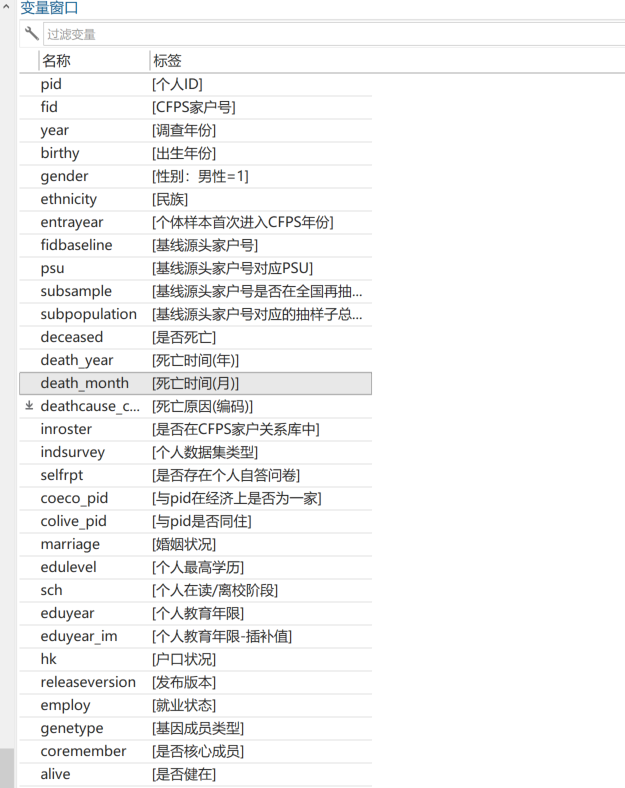 变量窗口
过滤变量
名称 标签
pid [个人ID]
fid [CFPS家户号]
year [调查年份]
birthy [出生年份]
gender [性别：男性=1]
ethnicity [民族]
entrayear [个体样本首次进入CFPS年份]
fidbaseline [基线源头家户号]
psu [基线源头家户号对应PSU]
subsample [基线源头家户号是否在全国再抽...
subpopulation [基线源头家户号对应的抽样子总...
deceased [是否死亡]
death_year [死亡时间(年)]
death_month [死亡时间(月)]
deathcause_c... [死亡原因(编码)]
inroster [是否在CFPS家户关系库中]
indsurvey [个人数据集类型]
selfrpt [是否存在个人自答问卷]
coeco_pid [与pid在经济上是否为一家]
colive_pid [与pid是否同住]
marriage [婚姻状况]
edulevel [个人最高学历]
sch [个人在读/离校阶段]
eduyear [个人教育年限]
eduyear_im [个人教育年限-插补值]
hk [户口状况]
releaseversion [发布版本]
employ [就业状态]
genetype [基因成员类型]
coremember [是否核心成员]
alive [是否健在]